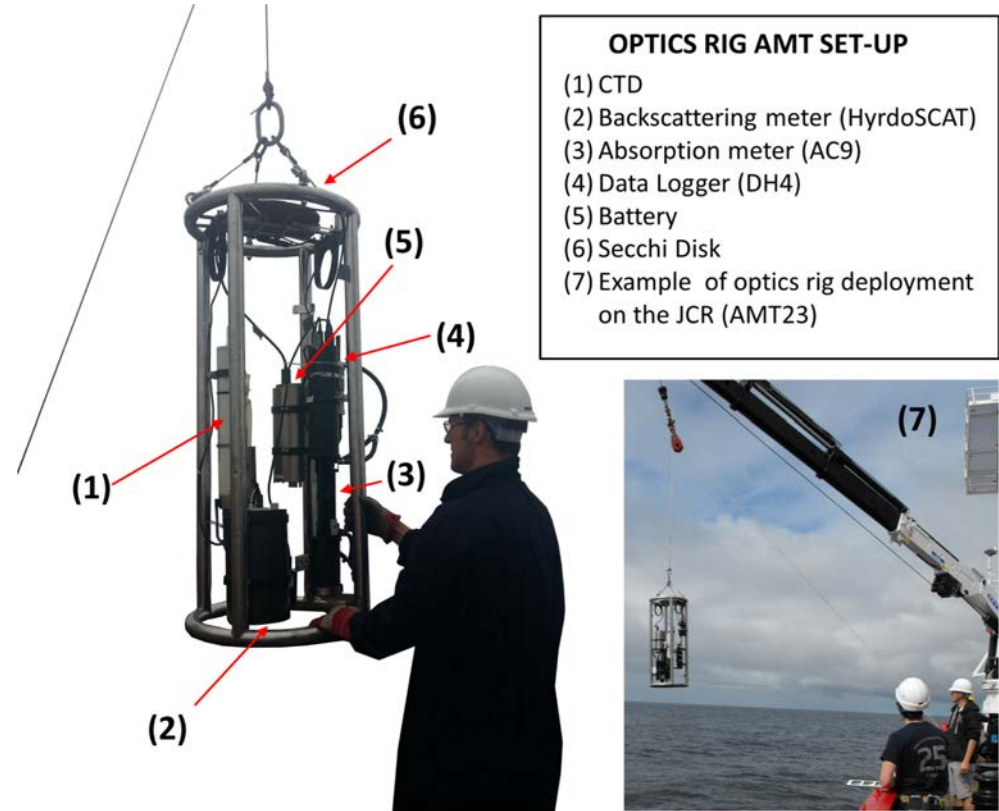 OPTICS RIG AMT SET-UP
(1) CTD
(2) Backscattering meter (HyrdoSCAT)
(3) Absorption meter (AC9)
(4) Data Logger (DH4)
(5) Battery
(6) Secchi Disk
(7) Example of optics rig deployment
on the JCR (AMT23)
(6)
(5)
(4)
(7)
(3)
(1)
(2)
25